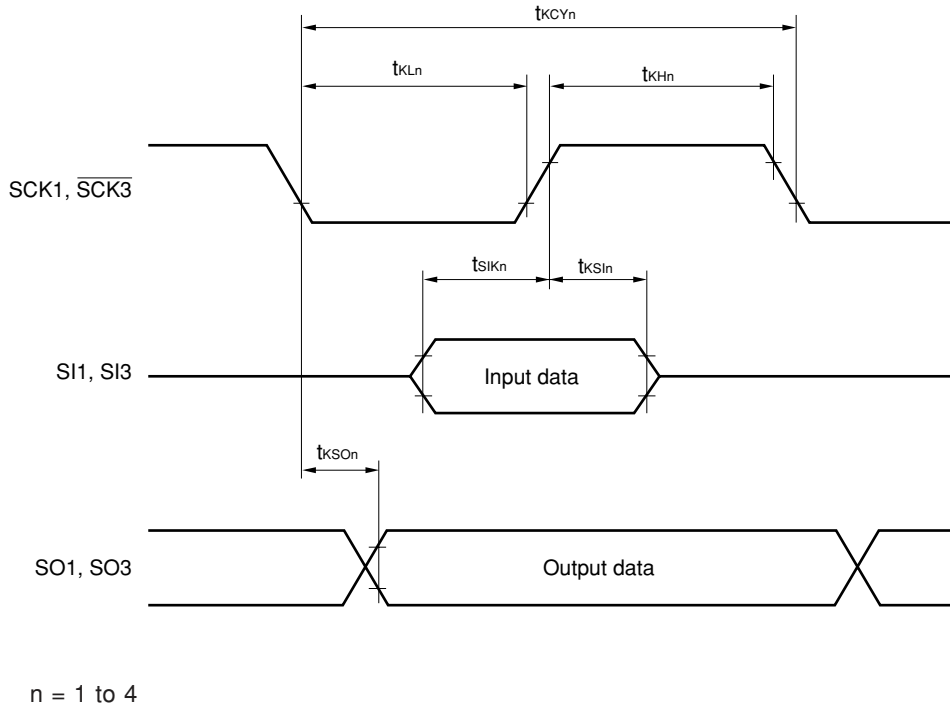 tKCYn
tKLn
tKHn
SCK1, SCK3
tSIKn
tKSIn
SI1, SI3
Input data
tKSOn
SO1, SO3
Output data
n = 1 to 4